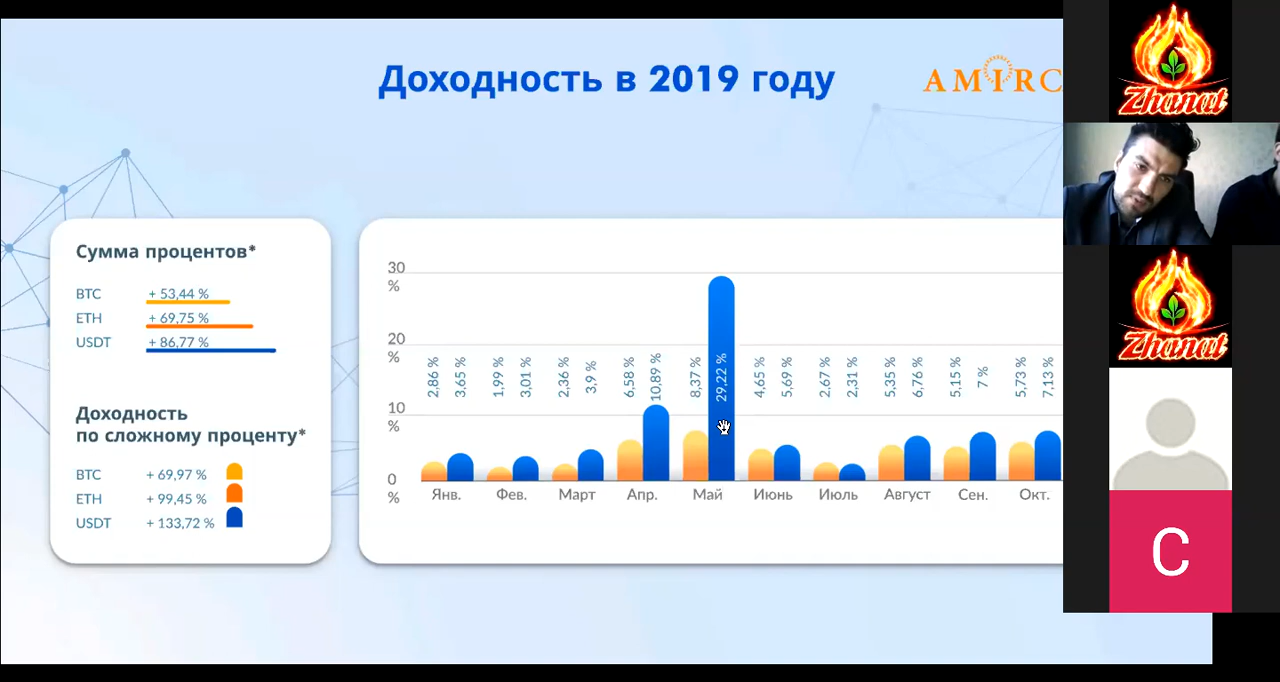 Доходность в 2019 году
AMIRC
Сумма процентов*
BTC + 53,44 %
ETH + 69,75 %
USDT + 86,77 %
Доходность
по сложному проценту*
BTC + 69,97 %
ETH + 99,45 %
USDT + 133,72 %
30
%
20
%
10
%
0
%
2,86 % 3,65 % 1,99 % 3,01 % 2,36 % 3,9 % 6,58 % 10,89 % 8,37 % 29,22 % 4,65 % 5,69 % 2,67 % 2,31 % 5,35 % 6,76 % 5,15 % 7 % 5,73 % 7,13 %
Янв. Фев. Март Апр. Май Июнь Июль Август Сен. Окт.
Zhanat
Zhanat
C